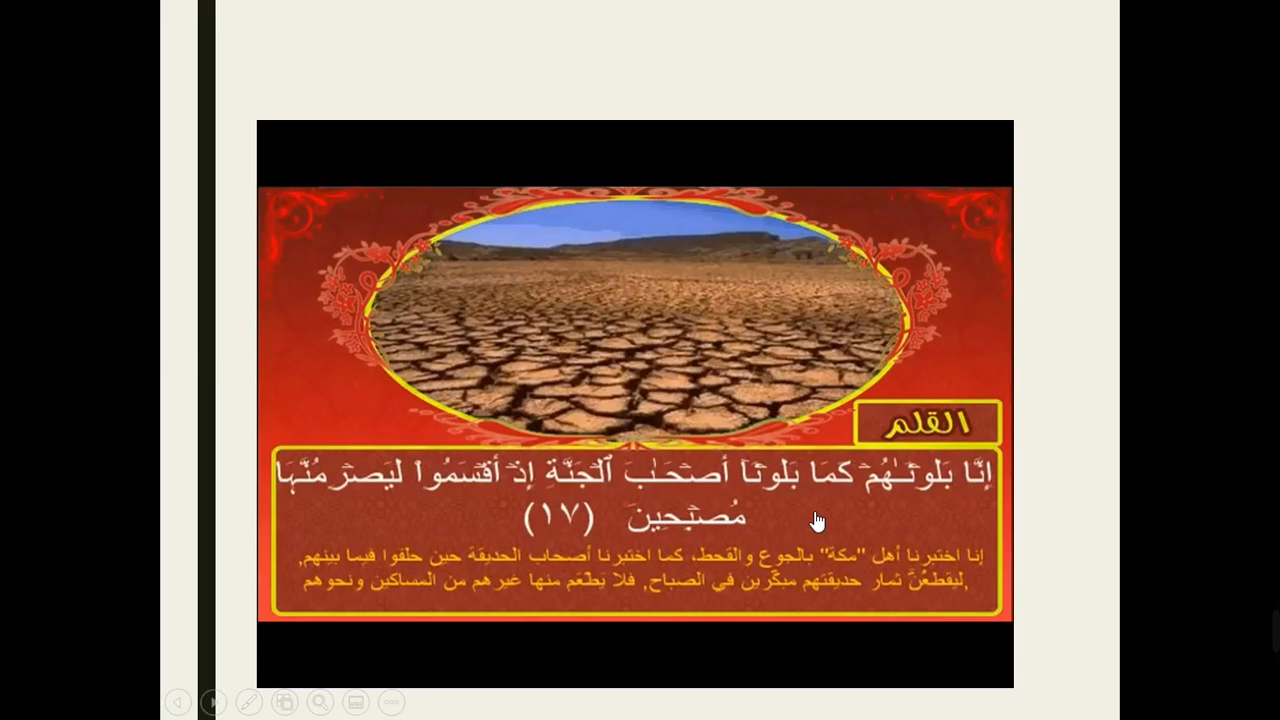 القلم
إِنَّا بَلَوْنَـٰهُمْ كَمَا بَلَوْنَآ أَصْحَـٰبَ ٱلْجَنَّةِ إِذْ أَقْسَمُوا۟ لَيَصْرِمُنَّهَا
مُصْبِحِينَ (١٧)
إنا اختبرنا أهل "مكة" بالجوع والقحط، كما اختبرنا أصحاب الحديقة حين حلفوا فيما بينهم,
,ليقطعُنَّ ثمار حديقتهم مبكِّرين في الصباح, فلا يَطْعَم منها غيرهم من المساكين ونحوهم